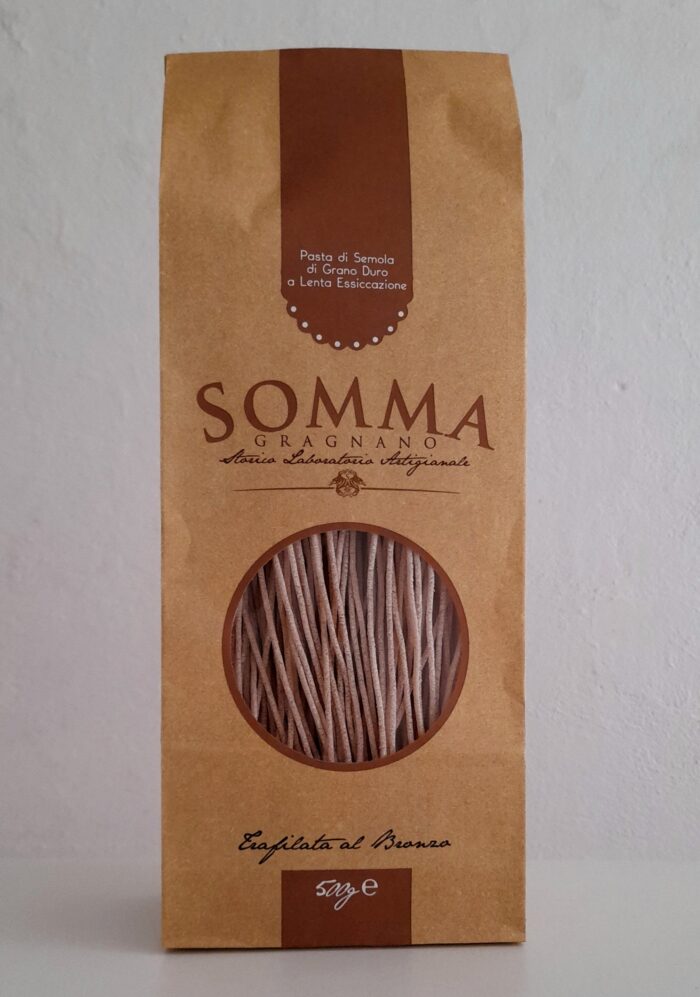 Pasta di Semola
di Grano Duro
a Lenta Essiccazione
SOMMA
GRAGNANO
Storico Laboratorio Artigianale
Trafilata al Bronzo
500g e